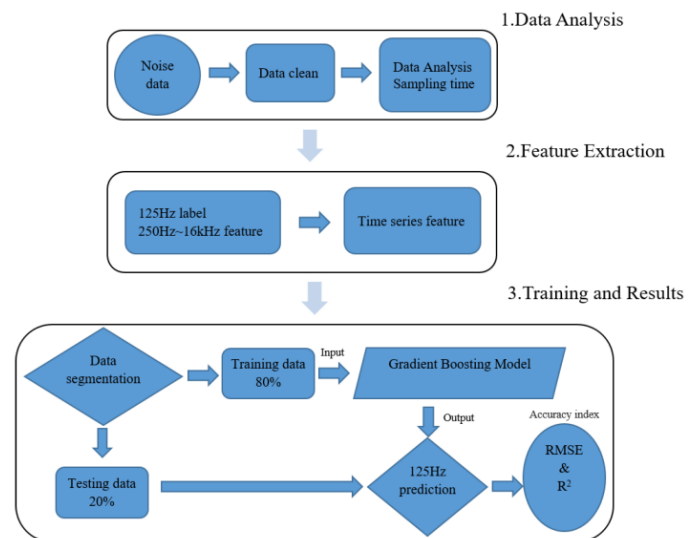 1.Data Analysis
Noise
data
Data clean
Data Analysis
Sampling time
2.Feature Extraction
125Hz label
250Hz~16kHz feature
Time series feature
3.Training and Results
Data
segmentation
Training data
80%
Input
Gradient Boosting Model
Output
Accuracy index
Testing data
20%
125Hz
prediction
RMSE
&
R²